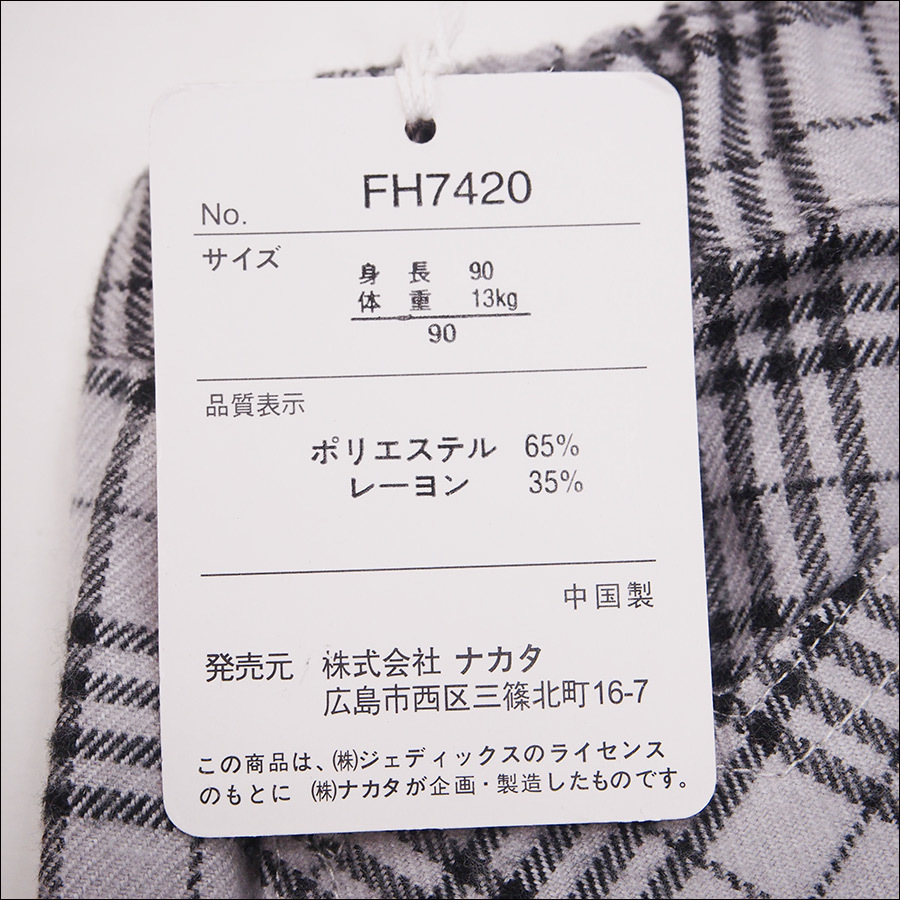 No. FH7420
サイズ
身長 90
体重 13kg
90
品質表示
ポリエステル 65%
レーヨン 35%
中国製
発売元 株式会社 ナカタ
広島市西区三篠北町16-7
この商品は、(株)ジェディックスのライセンス
のもとに (株)ナカタが企画・製造したものです。